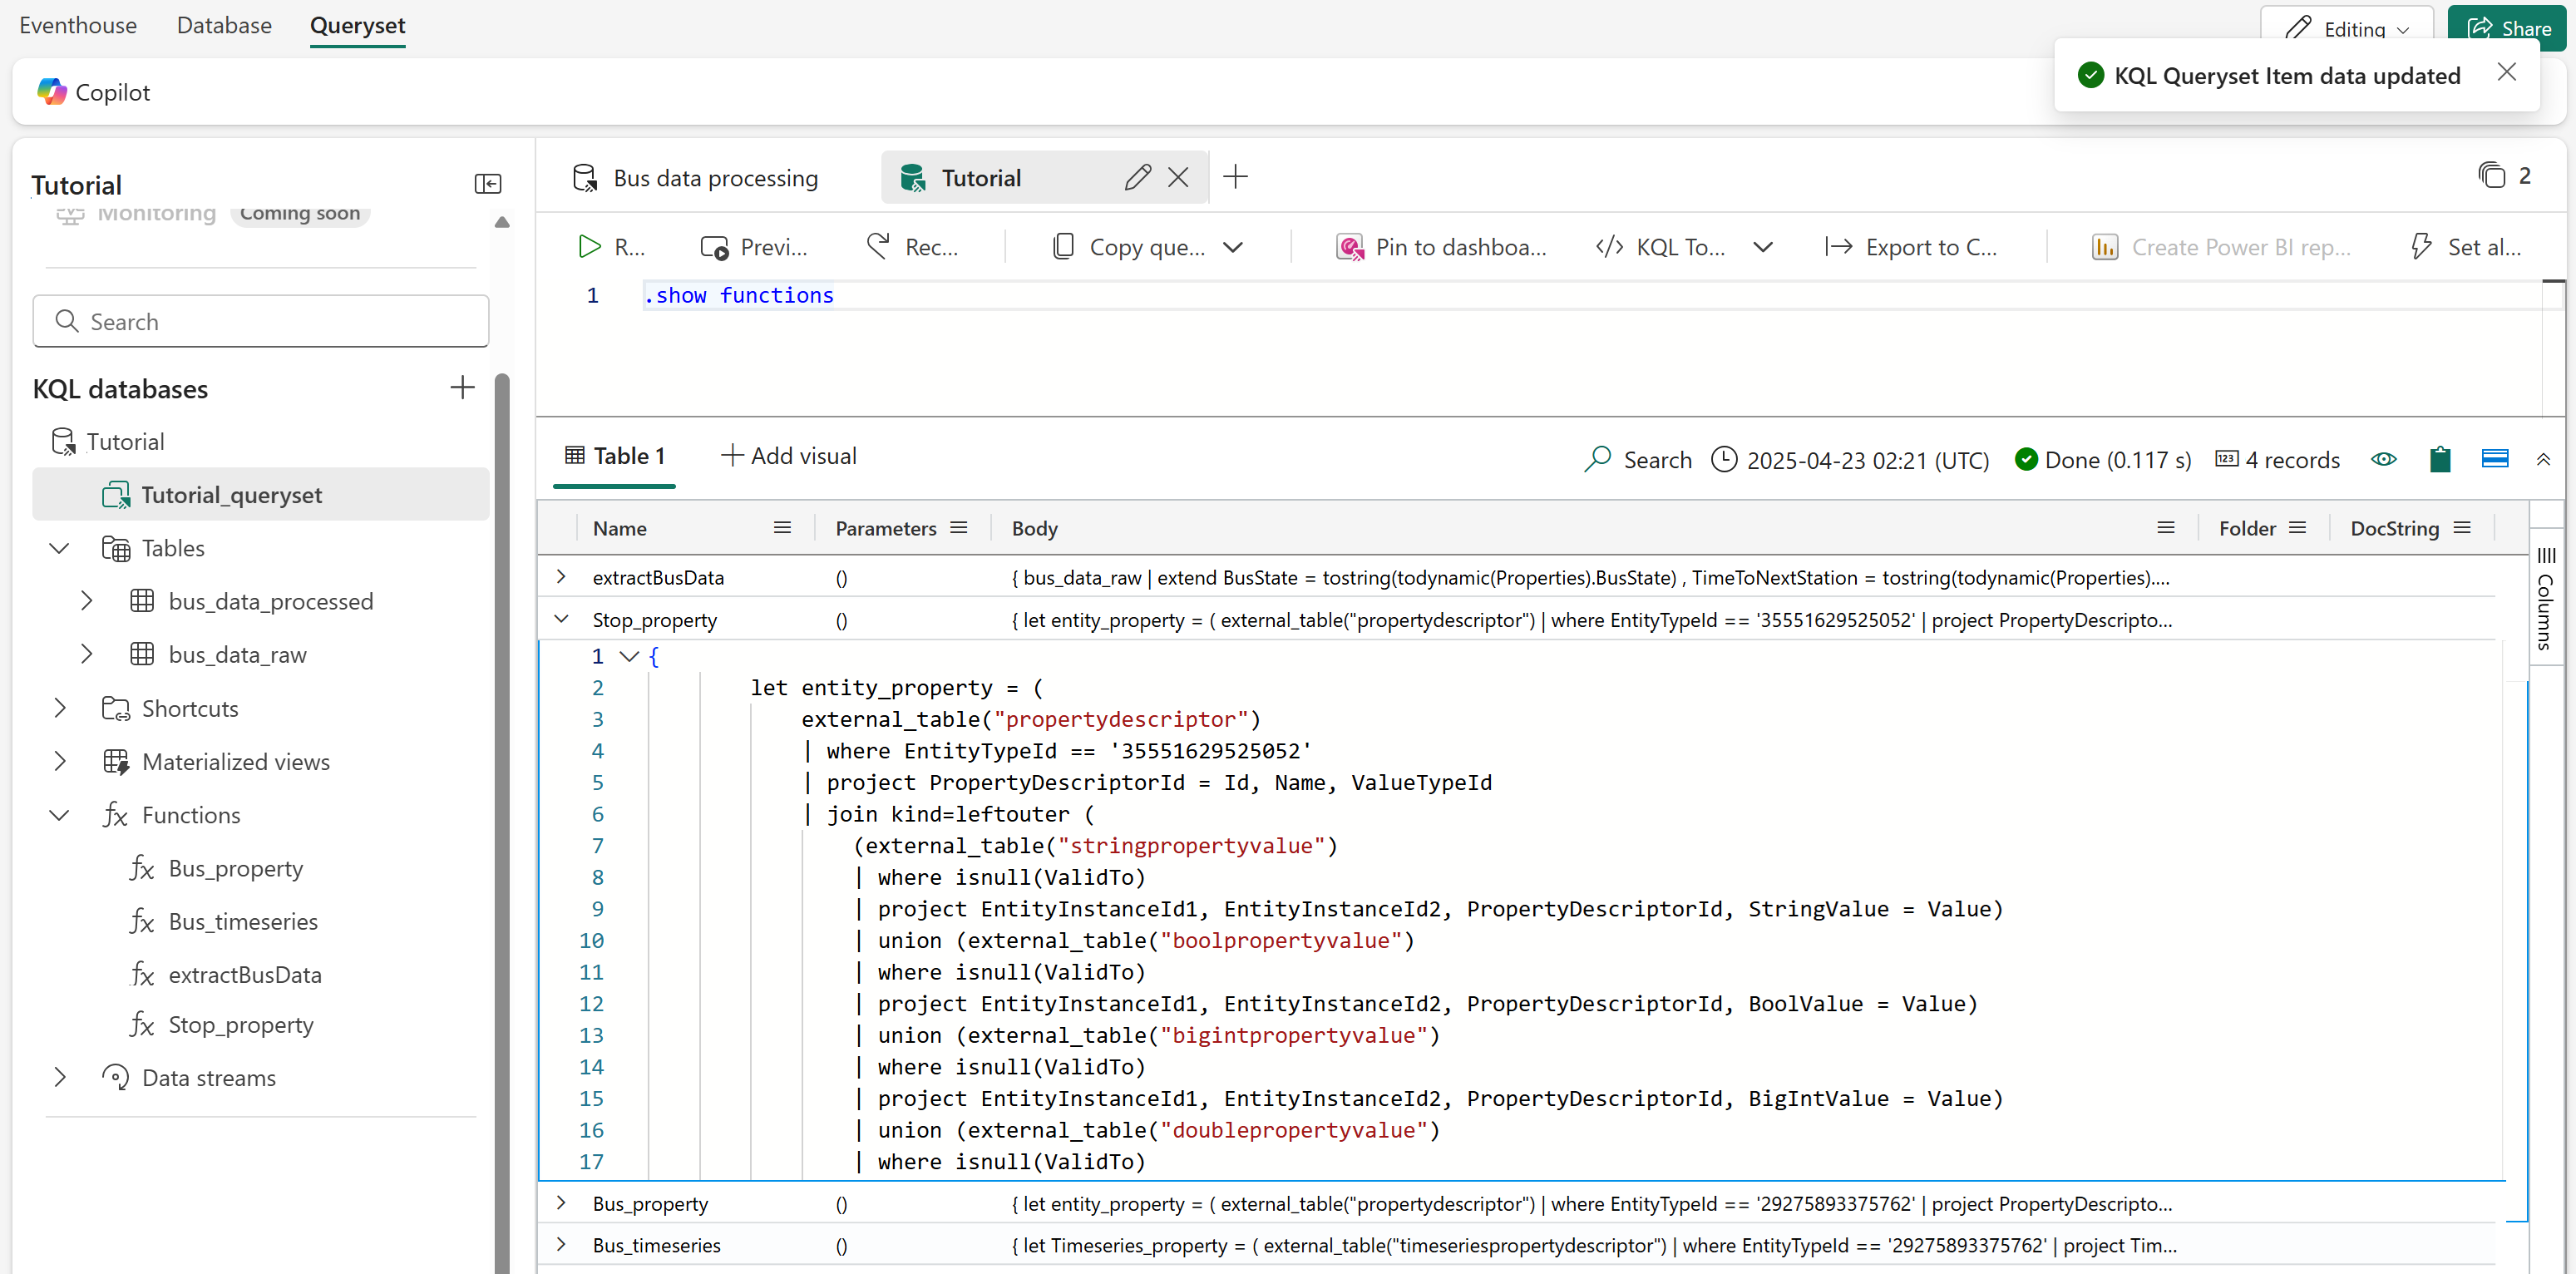 Eventhouse Database Queryset
Editing Share
KQL Queryset Item data updated
Copilot
Tutorial
Monitoring Coming soon
Search
KQL databases
Tutorial
Tutorial_queryset
Tables
bus_data_processed
bus_data_raw
Shortcuts
Materialized views
Functions
Bus_property
Bus_timeseries
extractBusData
Stop_property
Data streams
Bus data processing Tutorial 2
R... Previ... Rec... Copy que... Pin to dashboa... KQL To... Export to C... Create Power BI rep... Set al...
1 .show functions
Table 1 Add visual Search 2025-04-23 02:21 (UTC) Done (0.117 s) 123 4 records
Name Parameters Body Folder DocString
Columns
extractBusData () { bus_data_raw | extend BusState = tostring(todynamic(Properties).BusState) , TimeToNextStation = tostring(todynamic(Properties)....
Stop_property () { let entity_property = ( external_table("propertydescriptor") | where EntityTypeId == '35551629525052' | project PropertyDescripto...
1 {
2 let entity_property = (
3 external_table("propertydescriptor")
4 | where EntityTypeId == '35551629525052'
5 | project PropertyDescriptorId = Id, Name, ValueTypeId
6 | join kind=leftouter (
7 (external_table("stringpropertyvalue")
8 | where isnull(ValidTo)
9 | project EntityInstanceId1, EntityInstanceId2, PropertyDescriptorId, StringValue = Value)
10 | union (external_table("boolpropertyvalue")
11 | where isnull(ValidTo)
12 | project EntityInstanceId1, EntityInstanceId2, PropertyDescriptorId, BoolValue = Value)
13 | union (external_table("bigintpropertyvalue")
14 | where isnull(ValidTo)
15 | project EntityInstanceId1, EntityInstanceId2, PropertyDescriptorId, BigIntValue = Value)
16 | union (external_table("doublepropertyvalue")
17 | where isnull(ValidTo)
Bus_property () { let entity_property = ( external_table("propertydescriptor") | where EntityTypeId == '29275893375762' | project PropertyDescripto...
Bus_timeseries () { let Timeseries_property = ( external_table("timeseriespropertydescriptor") | where EntityTypeId == '29275893375762' | project Tim...